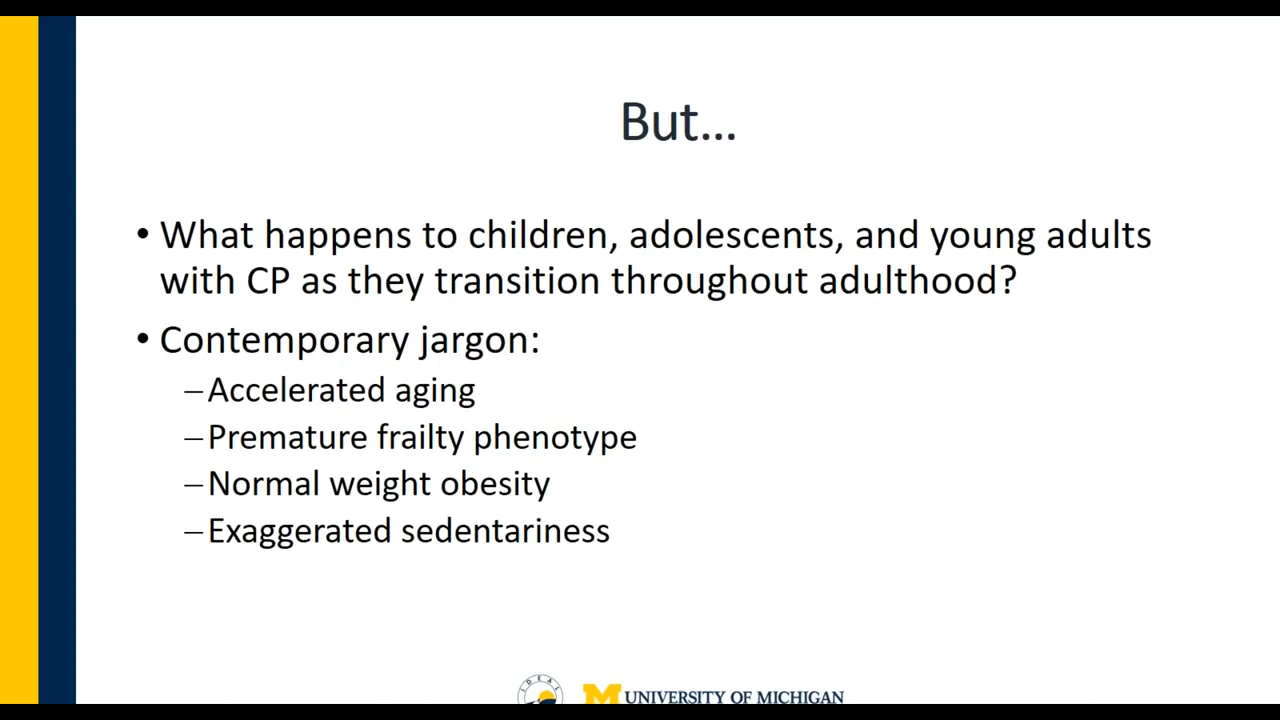 But...
• What happens to children, adolescents, and young adults
with CP as they transition throughout adulthood?
• Contemporary jargon:
–Accelerated aging
–Premature frailty phenotype
–Normal weight obesity
–Exaggerated sedentariness
IDEAL
M UNIVERSITY OF MICHIGAN